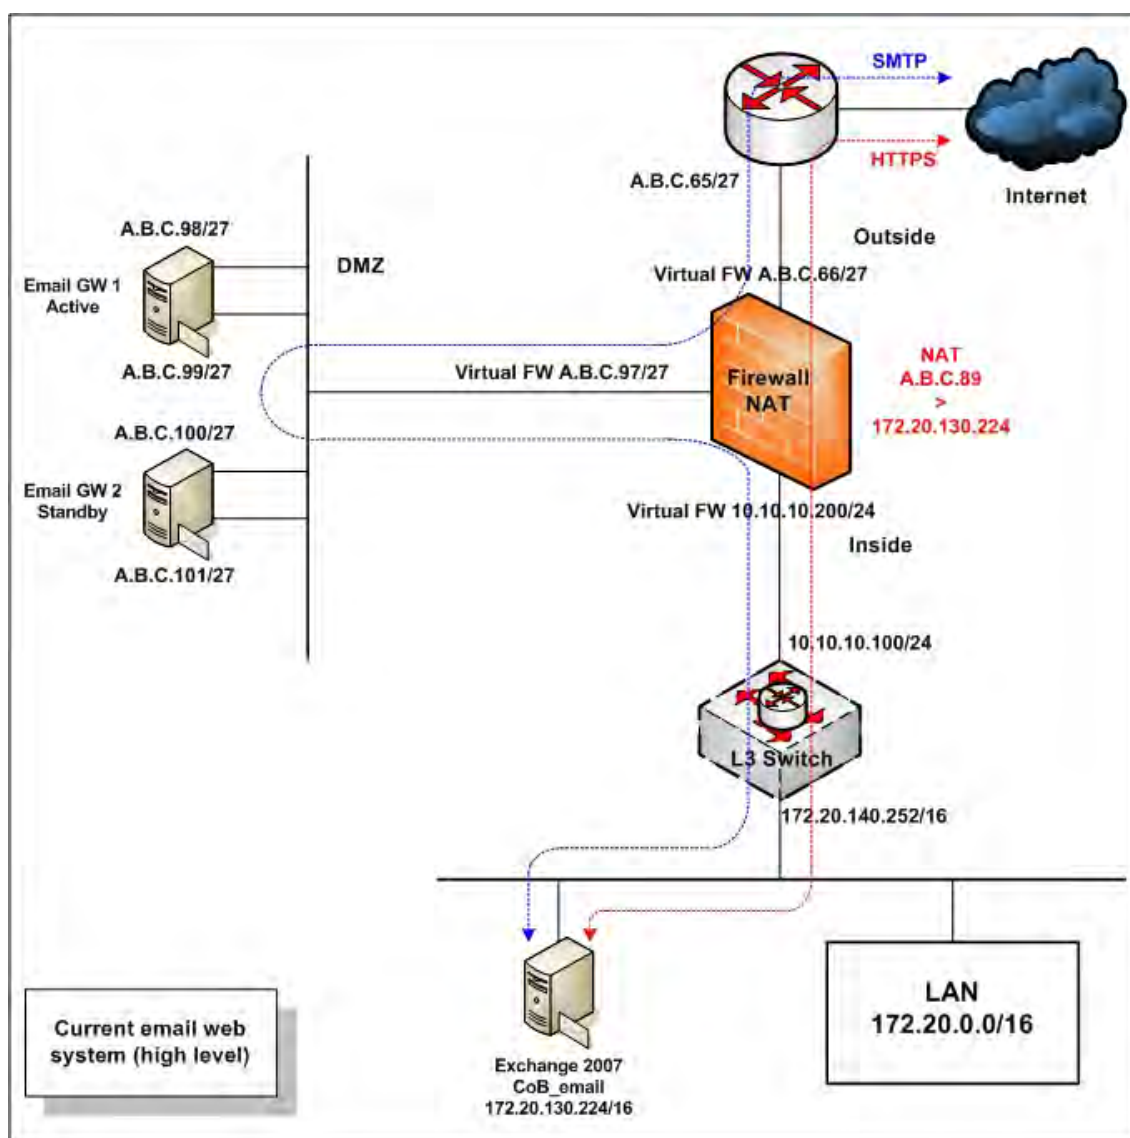 SMTP
HTTPS
Internet
A.B.C.65/27
Outside
A.B.C.98/27
DMZ
Email GW 1
Active
Virtual FW A.B.C.66/27
A.B.C.99/27
Virtual FW A.B.C.97/27
Firewall
NAT
NAT
A.B.C.89
>
172.20.130.224
A.B.C.100/27
Email GW 2
Standby
Virtual FW 10.10.10.200/24
Inside
A.B.C.101/27
10.10.10.100/24
L3 Switch
172.20.140.252/16
LAN
172.20.0.0/16
Current email web
system (high level)
Exchange 2007
CoB_email
172.20.130.224/16